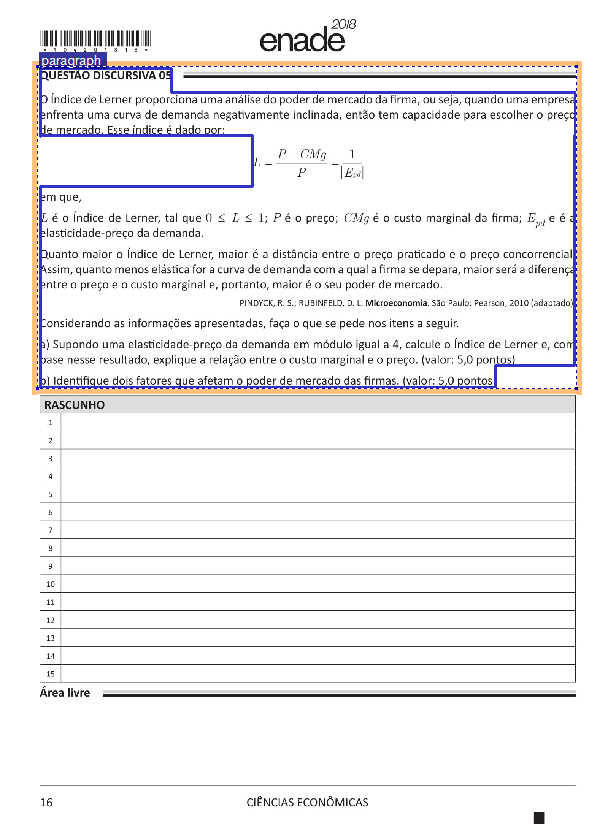 *R0520181 6*
enade 2018
paragraph
QUESTÃO DISCURSIVA 05
O Índice de Lerner proporciona uma análise do poder de mercado da firma, ou seja, quando uma empresa
enfrenta uma curva de demanda negativamente inclinada, então tem capacidade para escolher o preço
de mercado. Esse índice é dado por:
L = (P − CMg) / P = 1 / |E_pd|
em que,
L é o Índice de Lerner, tal que 0 ≤ L ≤ 1; P é o preço; CMg é o custo marginal da firma; E_pd e é a
elasticidade-preço da demanda.
Quanto maior o Índice de Lerner, maior é a distância entre o preço praticado e o preço concorrencial.
Assim, quanto menos elástica for a curva de demanda com a qual a firma se depara, maior será a diferença
entre o preço e o custo marginal e, portanto, maior é o seu poder de mercado.
PINDYCK, R. S.; RUBINFELD, D. L. Microeconomia. São Paulo: Pearson, 2010 (adaptado).
Considerando as informações apresentadas, faça o que se pede nos itens a seguir.
a) Supondo uma elasticidade-preço da demanda em módulo igual a 4, calcule o Índice de Lerner e, com
base nesse resultado, explique a relação entre o custo marginal e o preço. (valor: 5,0 pontos)
b) Identifique dois fatores que afetam o poder de mercado das firmas. (valor: 5,0 pontos)
RASCUNHO
1
2
3
4
5
6
7
8
9
10
11
12
13
14
15
Área livre
16
CIÊNCIAS ECONÔMICAS